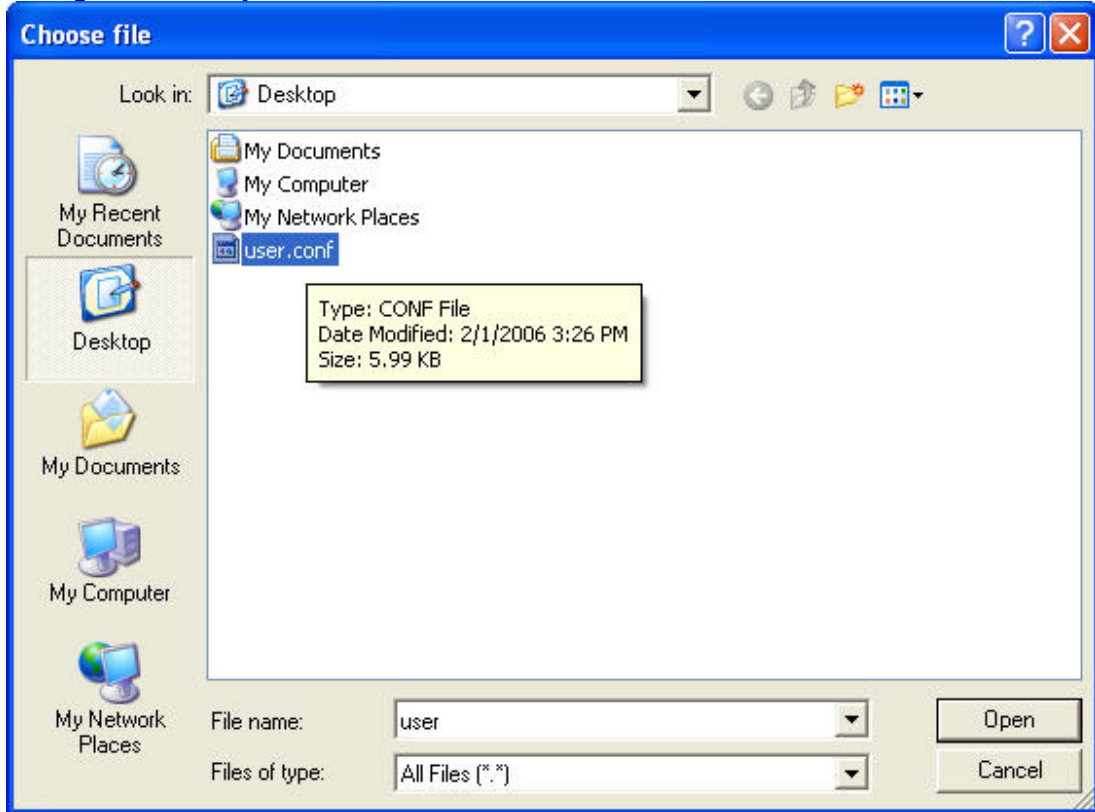 Choose file
Look in:
Desktop
My Documents
My Computer
My Network Places
user.conf
Type: CONF File
Date Modified: 2/1/2006 3:26 PM
Size: 5.99 KB
My Recent
Documents
Desktop
My Documents
My Computer
My Network
Places
File name:
user
Open
Files of type:
All Files (*.*)
Cancel